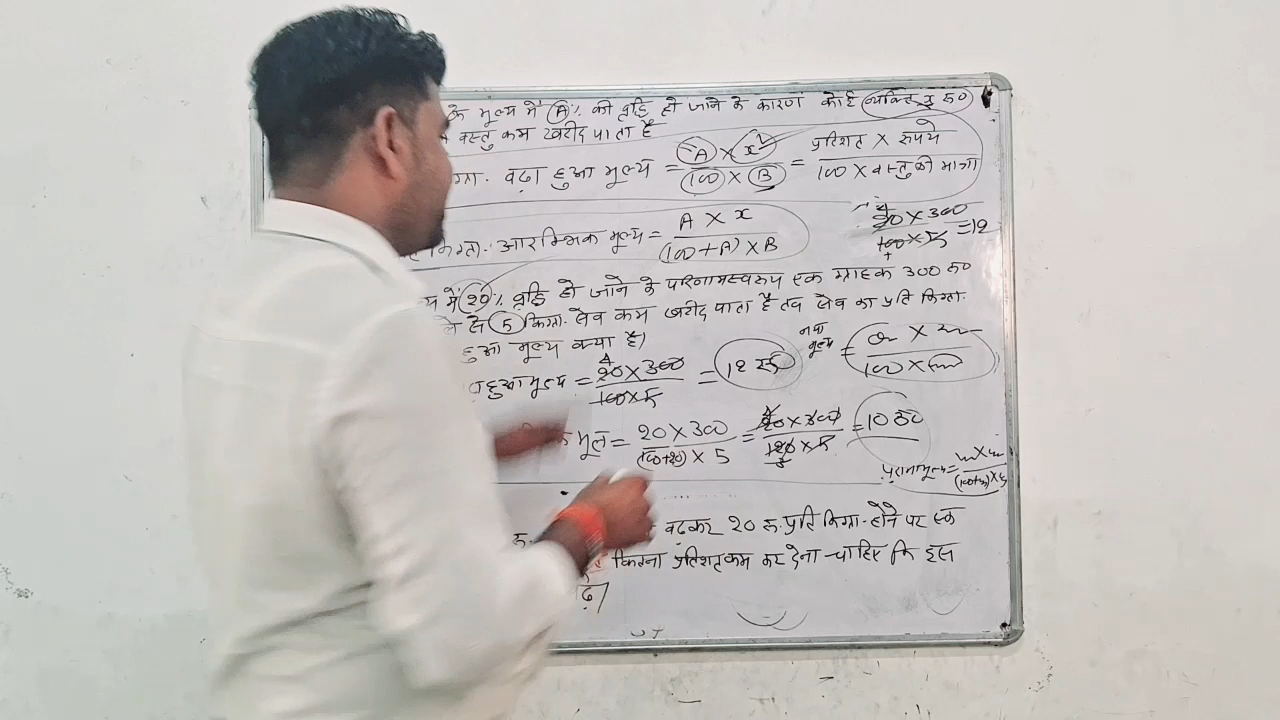 के मूल्य में A% की वृद्धि हो जाने के कारण कोई व्यक्ति x रु0
वस्तु कम खरीद पाता है
किग्रा. बढ़ा हुआ मूल्य = A × x / 100 × B = प्रतिशत × रुपये / 100 × वस्तु की मात्रा
किग्रा. आरम्भिक मूल्य = A × x / (100+A) × B
20 × 300 / 100 × 5 = 12
में 20% वृद्धि हो जाने के परिणामस्वरूप एक ग्राहक 300 रु0
से 5 किग्रा. सेव कम खरीद पाता है तब सेव का प्रति किग्रा.
हुआ मूल्य क्या है)
नया मूल्य =
हुआ मूल्य = 20 × 300 / 100 × 5 = 12 रु
मूल = 20 × 300 / (100+20) × 5 = 20 × 300 / 120 × 5 = 10 रु0
पुराना मूल्य =
बढ़कर 20 रु. प्रति किग्रा. होने पर एक
कितना प्रतिशत कम कर देना चाहिए कि इस